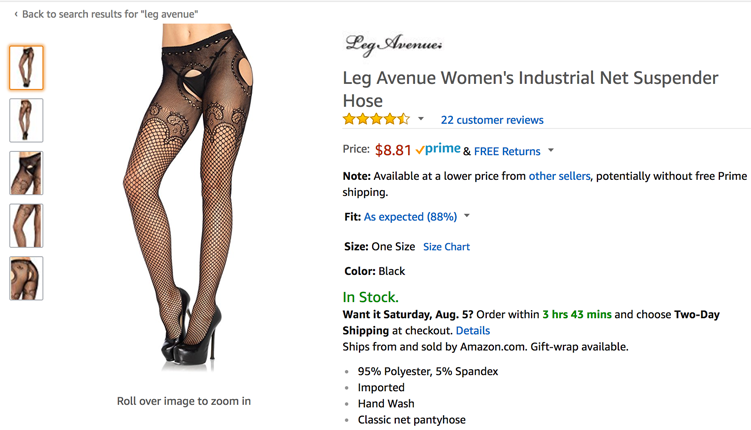 ‹ Back to search results for "leg avenue"
Leg Avenue.
Leg Avenue Women's Industrial Net Suspender
Hose
22 customer reviews
Price: $8.81 prime & FREE Returns
Note: Available at a lower price from other sellers, potentially without free Prime
shipping.
Fit: As expected (88%)
Size: One Size Size Chart
Color: Black
In Stock.
Want it Saturday, Aug. 5? Order within 3 hrs 43 mins and choose Two-Day
Shipping at checkout. Details
Ships from and sold by Amazon.com. Gift-wrap available.
• 95% Polyester, 5% Spandex
• Imported
• Hand Wash
• Classic net pantyhose
Roll over image to zoom in